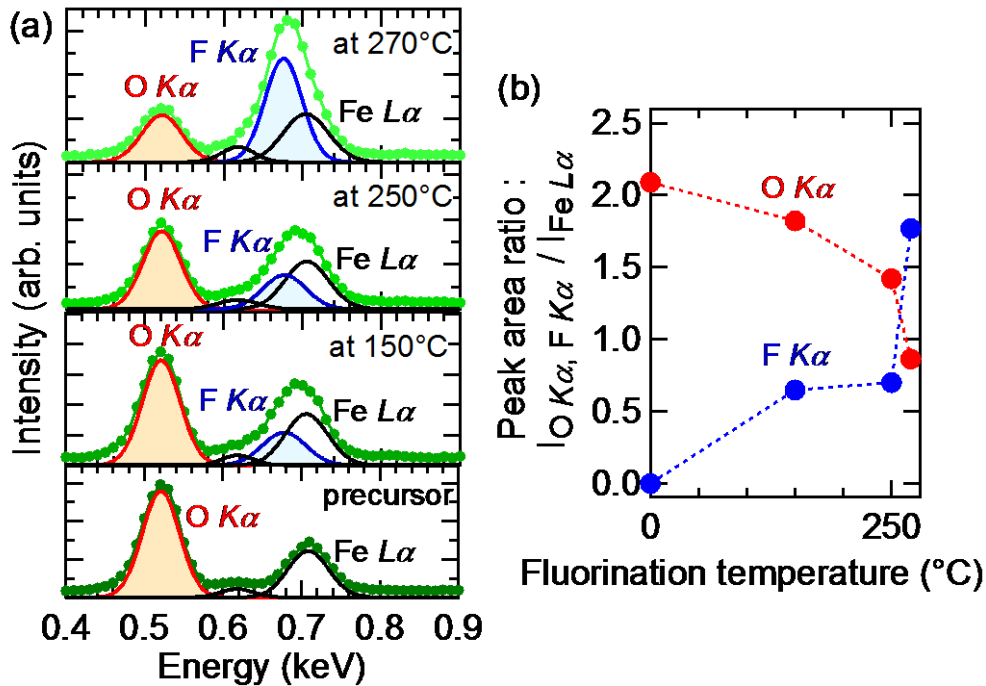 (a)
at 270°C
F Kα
O Kα
Fe Lα
O Kα
at 250°C
F Kα
Fe Lα
O Kα
at 150°C
F Kα
Fe Lα
precursor
O Kα
Fe Lα
Intensity (arb. units)
0.4 0.5 0.6 0.7 0.8 0.9
Energy (keV)
(b)
Peak area ratio :
I O Kα, F Kα / I Fe Lα
2.5
2.0
1.5
1.0
0.5
0.0
O Kα
F Kα
0 250
Fluorination temperature (°C)